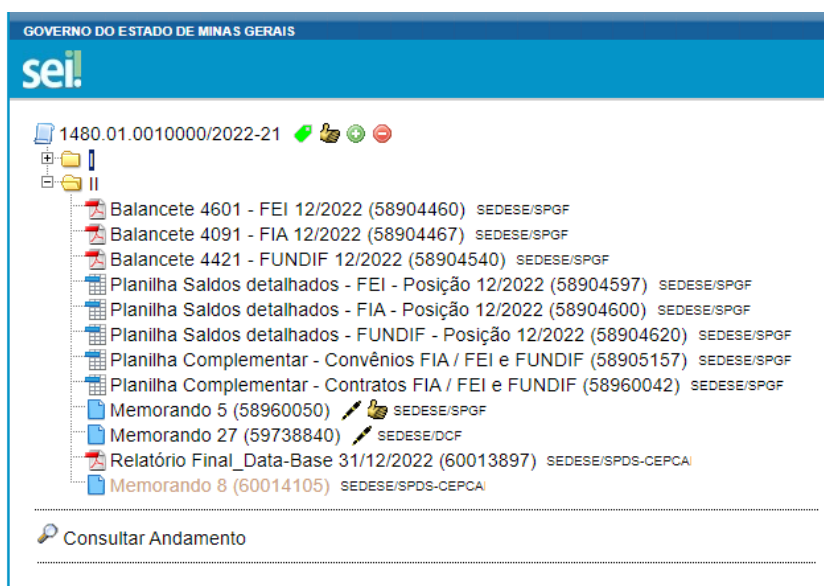 GOVERNO DO ESTADO DE MINAS GERAIS
sei!
1480.01.0010000/2022-21
I
II
Balancete 4601 - FEI 12/2022 (58904460) SEDESE/SPGF
Balancete 4091 - FIA 12/2022 (58904467) SEDESE/SPGF
Balancete 4421 - FUNDIF 12/2022 (58904540) SEDESE/SPGF
Planilha Saldos detalhados - FEI - Posição 12/2022 (58904597) SEDESE/SPGF
Planilha Saldos detalhados - FIA - Posição 12/2022 (58904600) SEDESE/SPGF
Planilha Saldos detalhados - FUNDIF - Posição 12/2022 (58904620) SEDESE/SPGF
Planilha Complementar - Convênios FIA / FEI e FUNDIF (58905157) SEDESE/SPGF
Planilha Complementar - Contratos FIA / FEI e FUNDIF (58960042) SEDESE/SPGF
Memorando 5 (58960050) SEDESE/SPGF
Memorando 27 (59738840) SEDESE/DCF
Relatório Final_Data-Base 31/12/2022 (60013897) SEDESE/SPDS-CEPCAI
Memorando 8 (60014105) SEDESE/SPDS-CEPCAI
Consultar Andamento